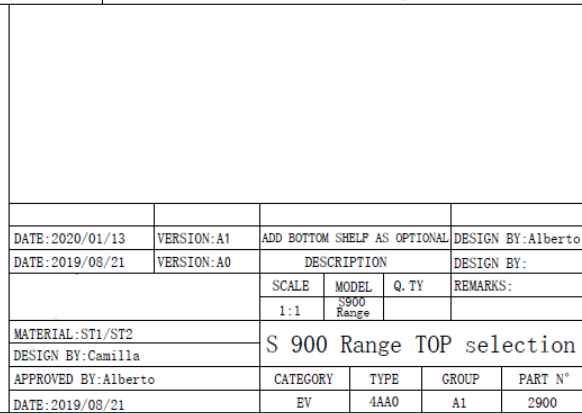 DATE:2020/01/13 VERSION:A1 ADD BOTTOM SHELF AS OPTIONAL DESIGN BY:Alberto
DATE:2019/08/21 VERSION:A0 DESCRIPTION DESIGN BY:
SCALE MODEL Q.TY REMARKS:
1:1 S900 Range
MATERIAL:ST1/ST2
S 900 Range TOP selection
DESIGN BY:Camilla
APPROVED BY:Alberto CATEGORY TYPE GROUP PART N°
DATE:2019/08/21 EV 4AA0 A1 2900